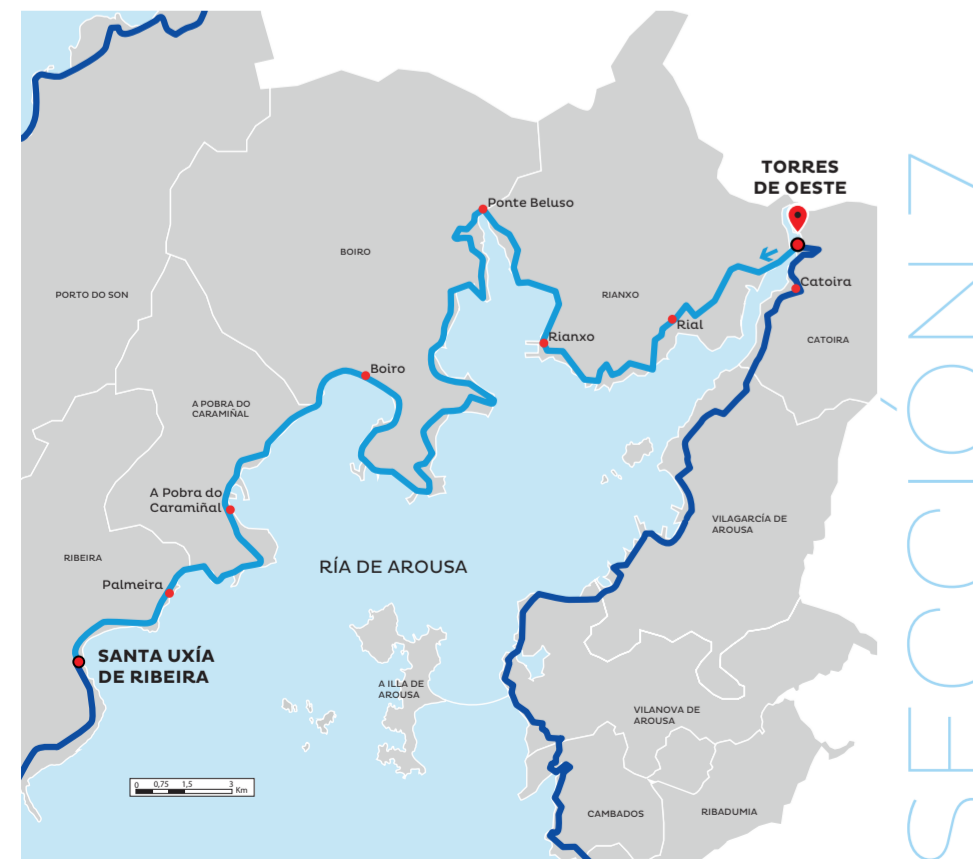 TORRES
DE OESTE
Ponte Beluso
BOIRO
PORTO DO SON
RIANXO
Catoira
Rial
Rianxo
CATOIRA
Boiro
A POBRA DO
CARAMIÑAL
A Pobra do
Caramiñal
VILAGARCÍA DE
AROUSA
RIBEIRA
RÍA DE AROUSA
Palmeira
SANTA UXÍA
DE RIBEIRA
A ILLA DE
AROUSA
VILANOVA DE
AROUSA
0 0,75 1,5 3
Km
CAMBADOS
RIBADUMIA
SECCIÓN 7